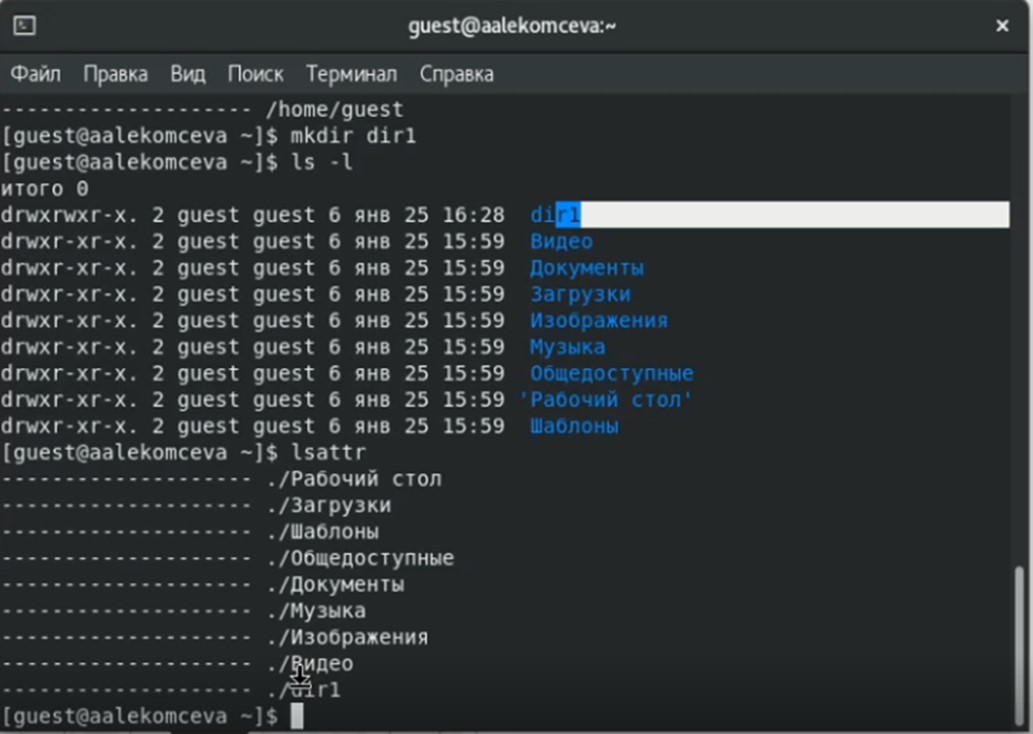 guest@aalekomceva:~ ×
Файл Правка Вид Поиск Терминал Справка
-------------------- /home/guest
[guest@aalekomceva ~]$ mkdir dir1
[guest@aalekomceva ~]$ ls -l
итого 0
drwxrwxr-x. 2 guest guest 6 янв 25 16:28  dir1
drwxr-xr-x. 2 guest guest 6 янв 25 15:59  Видео
drwxr-xr-x. 2 guest guest 6 янв 25 15:59  Документы
drwxr-xr-x. 2 guest guest 6 янв 25 15:59  Загрузки
drwxr-xr-x. 2 guest guest 6 янв 25 15:59  Изображения
drwxr-xr-x. 2 guest guest 6 янв 25 15:59  Музыка
drwxr-xr-x. 2 guest guest 6 янв 25 15:59  Общедоступные
drwxr-xr-x. 2 guest guest 6 янв 25 15:59 'Рабочий стол'
drwxr-xr-x. 2 guest guest 6 янв 25 15:59  Шаблоны
[guest@aalekomceva ~]$ lsattr
-------------------- ./Рабочий стол
-------------------- ./Загрузки
-------------------- ./Шаблоны
-------------------- ./Общедоступные
-------------------- ./Документы
-------------------- ./Музыка
-------------------- ./Изображения
-------------------- ./Видео
-------------------- ./dir1
[guest@aalekomceva ~]$